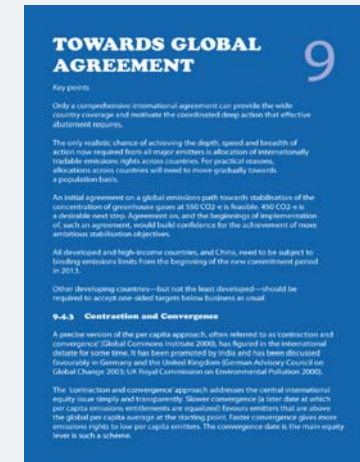 TOWARDS GLOBAL
AGREEMENT
9
Key points
Only a comprehensive international agreement can provide the wide
country coverage and motivate the coordinated deep action that effective
abatement requires.
The only realistic chance of achieving the depth, speed and breadth of
action now required from all major emitters is allocation of internationally
tradable emissions rights across countries. For practical reasons,
allocations across countries will need to move gradually towards
a population basis.
An initial agreement on a global emissions path towards stabilisation of the
concentration of greenhouse gases at 550 CO2-e is feasible. 450 CO2-e is
a desirable next step. Agreement on, and the beginnings of implementation
of, such an agreement, would build confidence for the achievement of more
ambitious stabilisation objectives.
All developed and high-income countries, and China, need to be subject to
binding emissions limits from the beginning of the new commitment period
in 2013.
Other developing countries—but not the least developed—should be
required to accept one-sided targets below business as usual.
9.4.3 Contraction and Convergence
A precise version of the per capita approach, often referred to as 'contraction and
convergence' (Global Commons Institute 2000), has figured in the international
debate for some time. It has been promoted by India and has been discussed
favourably in Germany and the United Kingdom (German Advisory Council on
Global Change 2003; UK Royal Commission on Environmental Pollution 2000).
The 'contraction and convergence' approach addresses the central international
equity issue simply and transparently. Slower convergence (a later date at which
per capita emissions entitlements are equalised) favours emitters that are above
the global per capita average at the starting point. Faster convergence gives more
emissions rights to low per capita emitters. The convergence date is the main equity
lever is such a scheme.